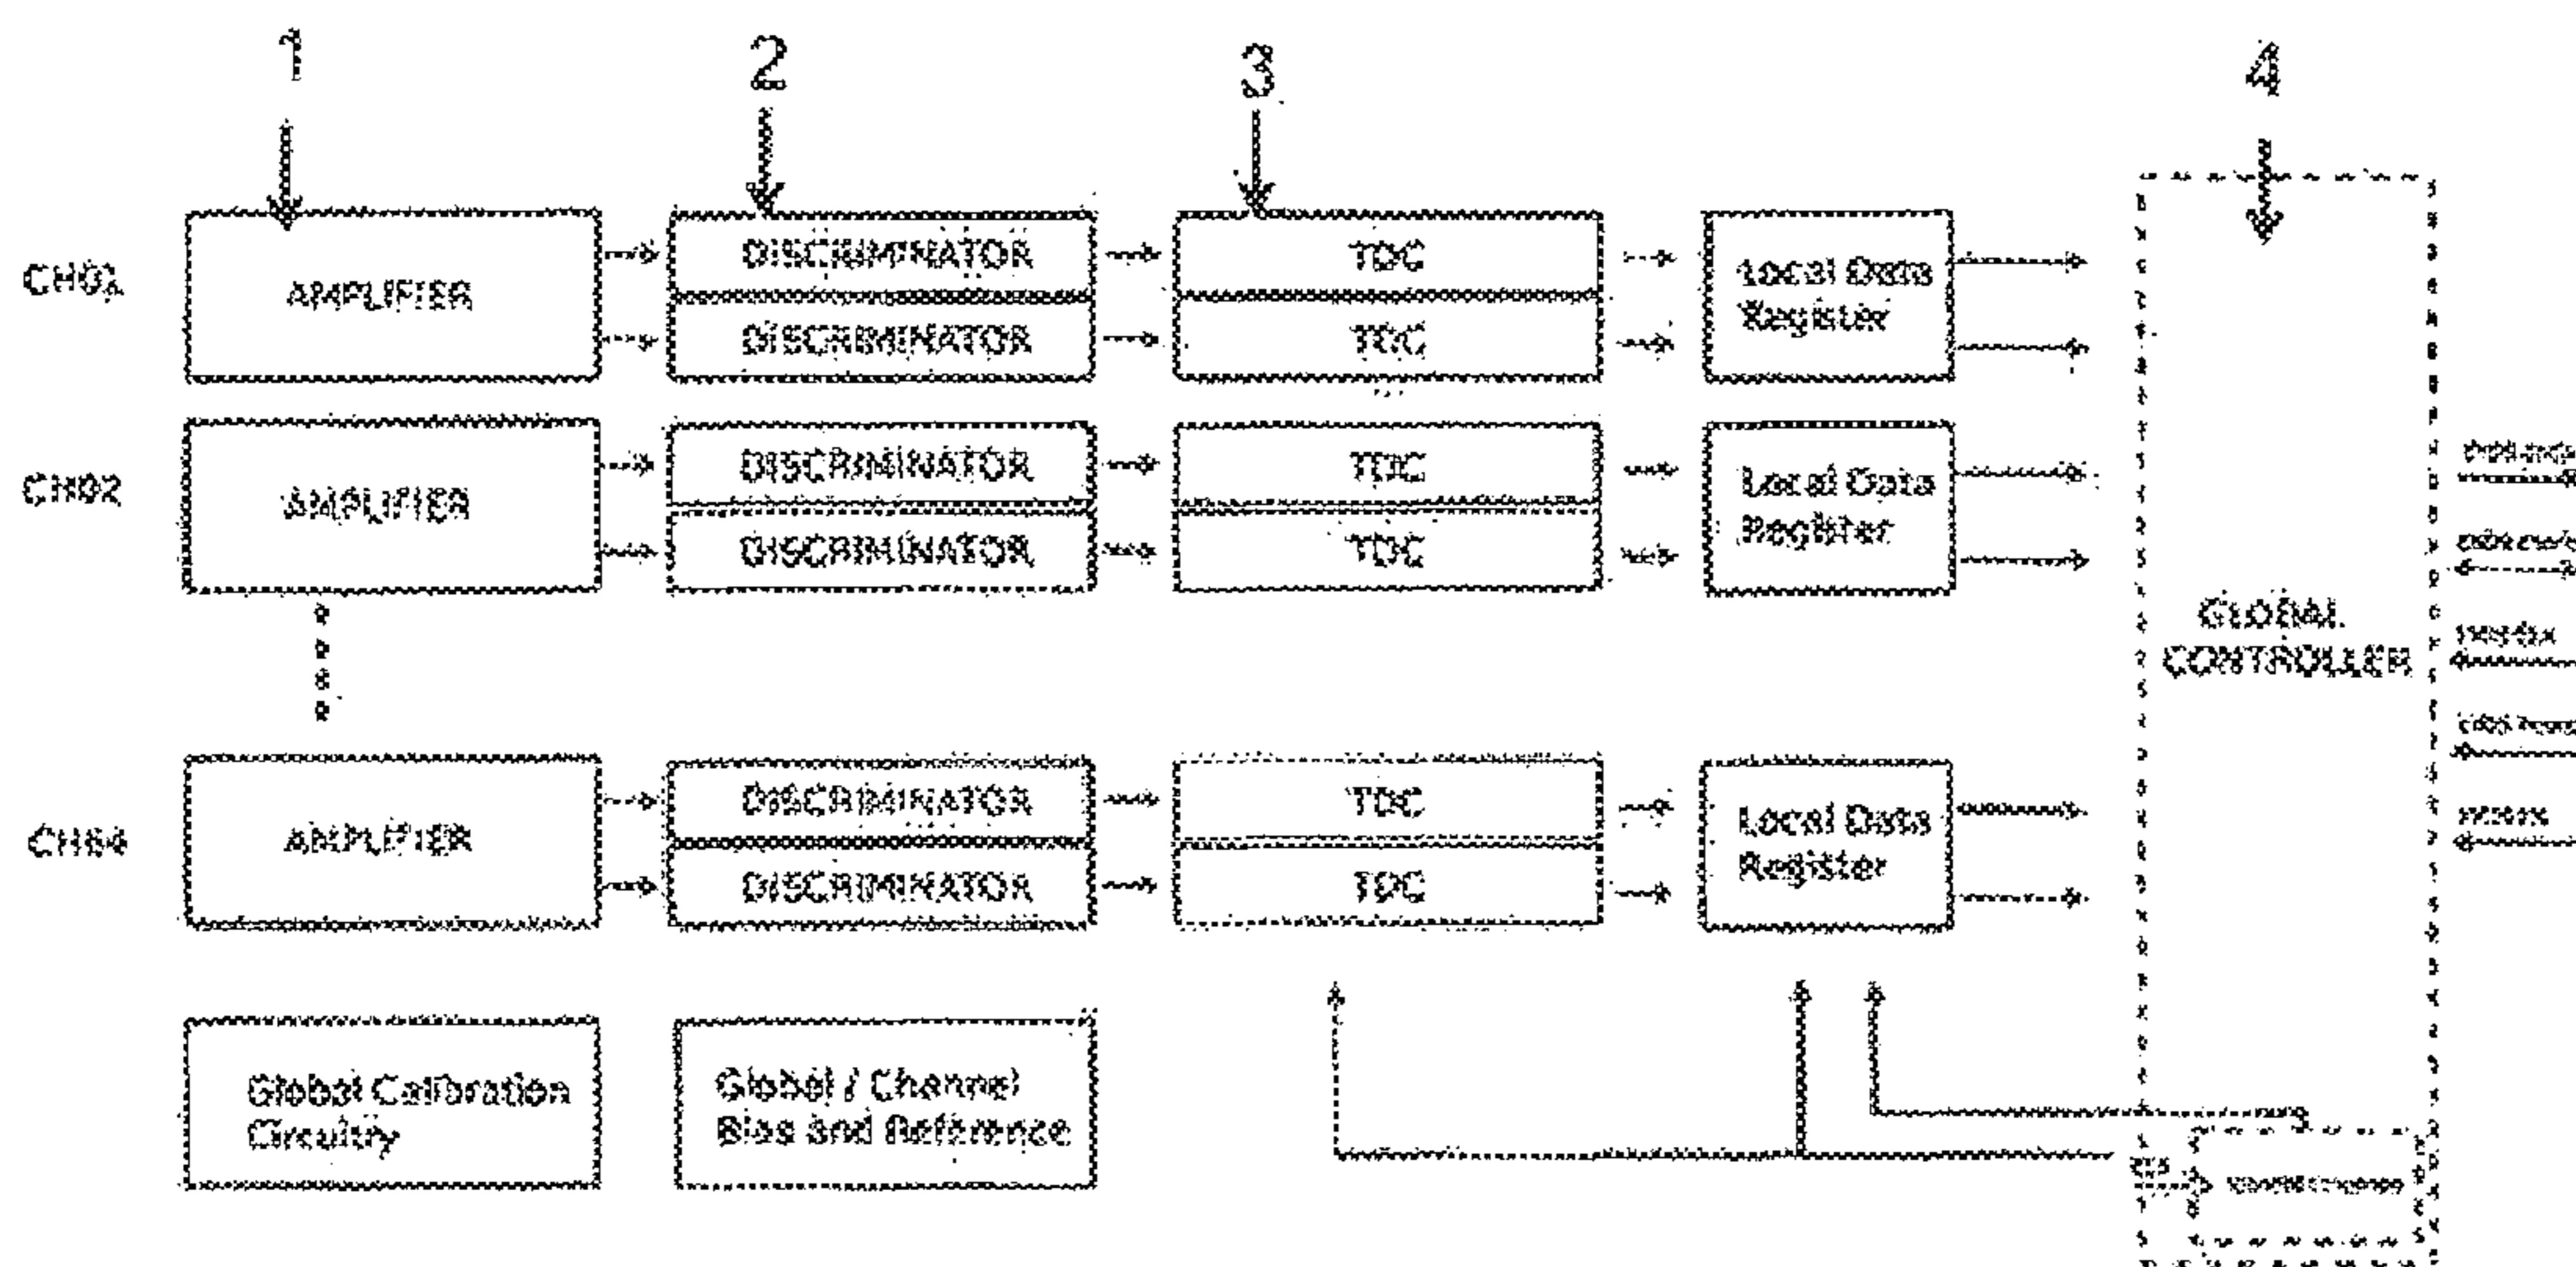 1 2 3 4
CH01 AMPLIFIER DISCRIMINATOR TDC Local Data
Register
DISCRIMINATOR TDC
CH02 AMPLIFIER DISCRIMINATOR TDC Local Data
Register
DISCRIMINATOR TDC
GLOBAL
CONTROLLER
CH64 AMPLIFIER DISCRIMINATOR TDC Local Data
Register
DISCRIMINATOR TDC
Global Calibration
Circuitry
Global / Channel
Bias and Reference